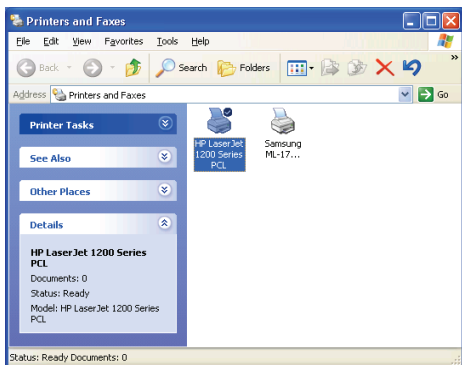 Printers and Faxes
File Edit View Favorites Tools Help
Back Search Folders
Address Printers and Faxes Go
Printer Tasks
See Also
Other Places
Details
HP LaserJet 1200 Series
PCL
Documents: 0
Status: Ready
Model: HP LaserJet 1200 Series
PCL
HP LaserJet
1200 Series
PCL
Samsung
ML-17...
Status: Ready Documents: 0